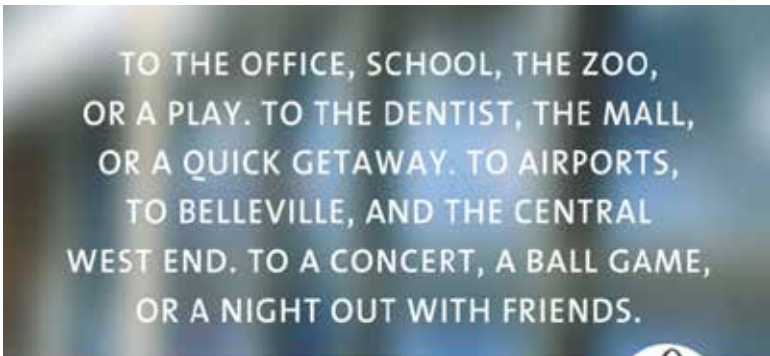 TO THE OFFICE, SCHOOL, THE ZOO,
OR A PLAY. TO THE DENTIST, THE MALL,
OR A QUICK GETAWAY. TO AIRPORTS,
TO BELLEVILLE, AND THE CENTRAL
WEST END. TO A CONCERT, A BALL GAME,
OR A NIGHT OUT WITH FRIENDS.